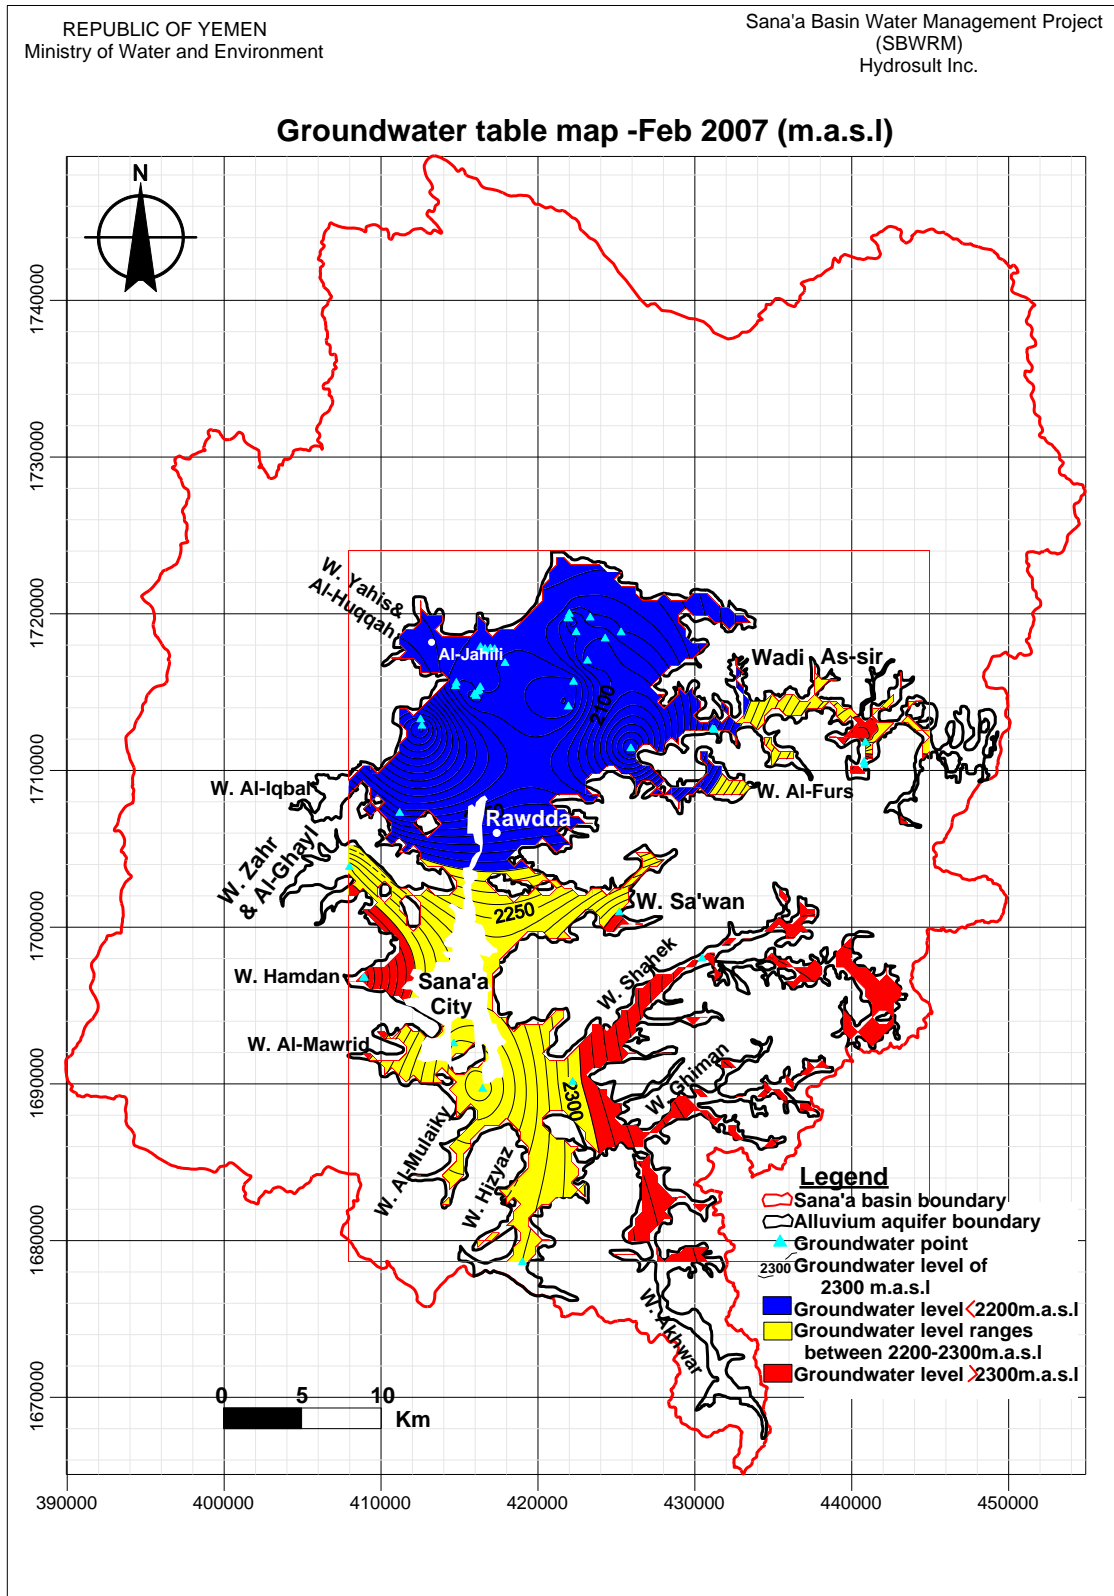 REPUBLIC OF YEMEN
Ministry of Water and Environment
Sana'a Basin Water Management Project
(SBWRM)
Hydrosult Inc.
Groundwater table map -Feb 2007 (m.a.s.l)
N
1740000
1730000
1720000
1710000
1700000
1690000
1680000
1670000
W. Yahis&
Al-Huqqah
Al-Jahili
Wadi As-sir
2100
W. Al-Iqbal
W. Al-Furs
Rawdda
W. Zahr
& Al-Ghayl
2250
W. Sa'wan
W. Hamdan
Sana'a
City
W. Shahek
W. Al-Mawrid
2300
W. Ghiman
W. Al-Mulaiky
W. Hizyaz
W. Akhwar
Legend
Sana'a basin boundary
Alluvium aquifer boundary
Groundwater point
2300 Groundwater level of
2300 m.a.s.l
Groundwater level <2200m.a.s.l
Groundwater level ranges
between 2200-2300m.a.s.l
Groundwater level >2300m.a.s.l
0 5 10
Km
390000 400000 410000 420000 430000 440000 450000